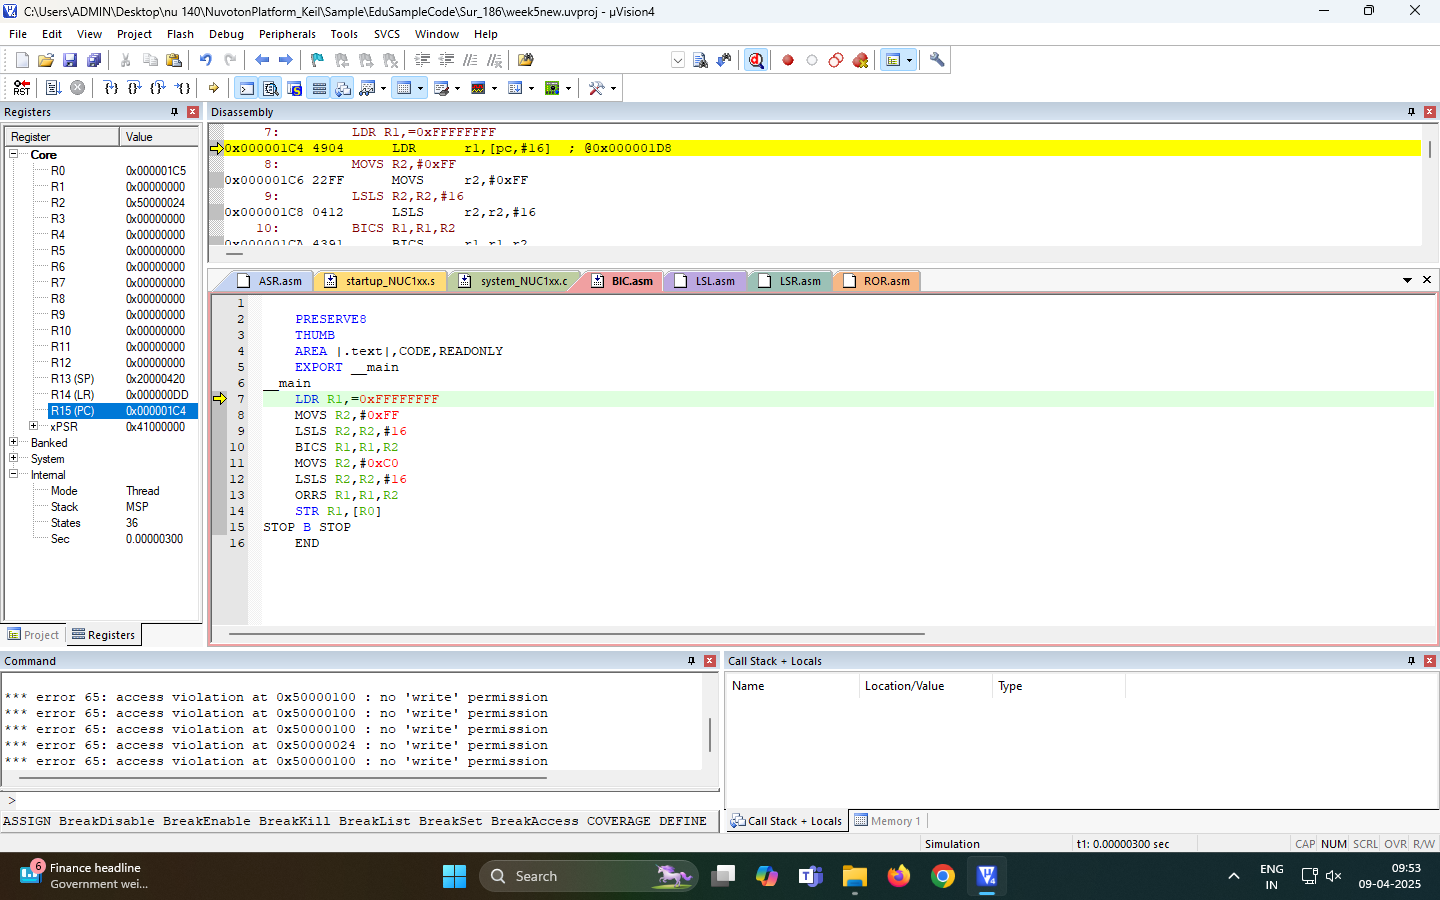 C:\Users\ADMIN\Desktop\nu 140\NuvotonPlatform_Keil\Sample\EduSampleCode\Sur_186\week5new.uvproj - µVision4
File Edit View Project Flash Debug Peripherals Tools SVCS Window Help
RST
Registers
Register Value
Core
R0 0x000001C5
R1 0x00000000
R2 0x50000024
R3 0x00000000
R4 0x00000000
R5 0x00000000
R6 0x00000000
R7 0x00000000
R8 0x00000000
R9 0x00000000
R10 0x00000000
R11 0x00000000
R12 0x00000000
R13 (SP) 0x20000420
R14 (LR) 0x000000DD
R15 (PC) 0x000001C4
xPSR 0x41000000
Banked
System
Internal
Mode Thread
Stack MSP
States 36
Sec 0.00000300
Project Registers
Disassembly
7: LDR R1,=0xFFFFFFFF
0x000001C4 4904 LDR r1,[pc,#16] ; @0x000001D8
8: MOVS R2,#0xFF
0x000001C6 22FF MOVS r2,#0xFF
9: LSLS R2,R2,#16
0x000001C8 0412 LSLS r2,r2,#16
10: BICS R1,R1,R2
0x000001CA 4391 BICS r1,r1,r2
ASR.asm startup_NUC1xx.s system_NUC1xx.c BIC.asm LSL.asm LSR.asm ROR.asm
1
2 PRESERVE8
3 THUMB
4 AREA |.text|,CODE,READONLY
5 EXPORT __main
6 __main
7 LDR R1,=0xFFFFFFFF
8 MOVS R2,#0xFF
9 LSLS R2,R2,#16
10 BICS R1,R1,R2
11 MOVS R2,#0xC0
12 LSLS R2,R2,#16
13 ORRS R1,R1,R2
14 STR R1,[R0]
15 STOP B STOP
16 END
Command
*** error 65: access violation at 0x50000100 : no 'write' permission
*** error 65: access violation at 0x50000100 : no 'write' permission
*** error 65: access violation at 0x50000100 : no 'write' permission
*** error 65: access violation at 0x50000024 : no 'write' permission
*** error 65: access violation at 0x50000100 : no 'write' permission
>
ASSIGN BreakDisable BreakEnable BreakKill BreakList BreakSet BreakAccess COVERAGE DEFINE
Call Stack + Locals
Name Location/Value Type
Call Stack + Locals Memory 1
Simulation t1: 0.00000300 sec CAP NUM SCRL OVR R/W
6
Finance headline
Government wei...
Search
ENG
IN
09:53
09-04-2025